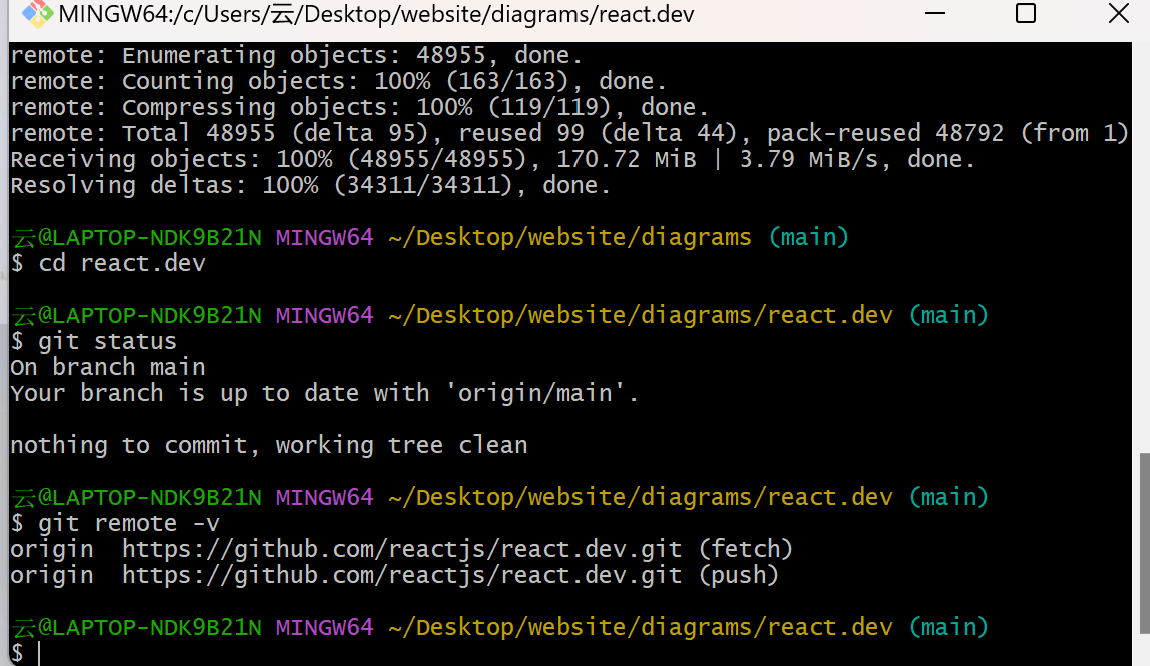 MINGW64:/c/Users/云/Desktop/website/diagrams/react.dev
remote: Enumerating objects: 48955, done.
remote: Counting objects: 100% (163/163), done.
remote: Compressing objects: 100% (119/119), done.
remote: Total 48955 (delta 95), reused 99 (delta 44), pack-reused 48792 (from 1)
Receiving objects: 100% (48955/48955), 170.72 MiB | 3.79 MiB/s, done.
Resolving deltas: 100% (34311/34311), done.
云@LAPTOP-NDK9B21N MINGW64 ~/Desktop/website/diagrams (main)
$ cd react.dev
云@LAPTOP-NDK9B21N MINGW64 ~/Desktop/website/diagrams/react.dev (main)
$ git status
On branch main
Your branch is up to date with 'origin/main'.
nothing to commit, working tree clean
云@LAPTOP-NDK9B21N MINGW64 ~/Desktop/website/diagrams/react.dev (main)
$ git remote -v
origin  https://github.com/reactjs/react.dev.git (fetch)
origin  https://github.com/reactjs/react.dev.git (push)
云@LAPTOP-NDK9B21N MINGW64 ~/Desktop/website/diagrams/react.dev (main)
$